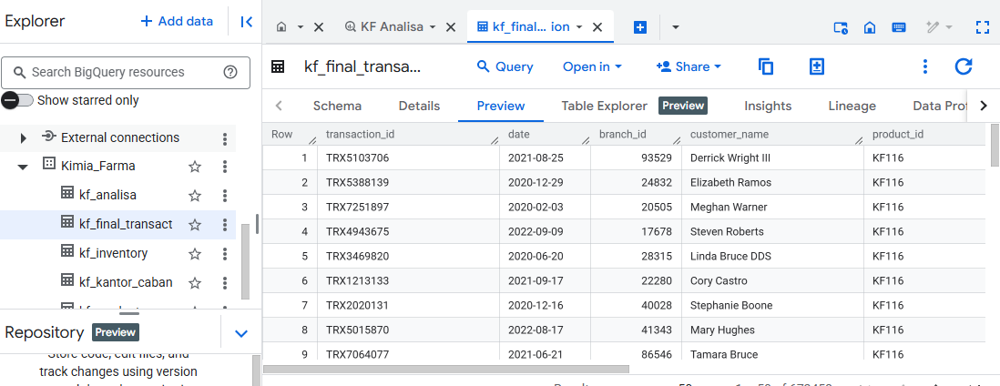 Explorer
+ Add data
KF Analisa
kf_final... ion
Search BigQuery resources
Show starred only
External connections
Kimia_Farma
kf_analisa
kf_final_transact
kf_inventory
kf_kantor_caban
Repository Preview
Store code, edit files, and
track changes using version
kf_final_transa...
Query
Open in
Share
Schema Details Preview Table Explorer Preview Insights Lineage Data Prof
Row transaction_id date branch_id customer_name product_id
1 TRX5103706 2021-08-25 93529 Derrick Wright III KF116
2 TRX5388139 2020-12-29 24832 Elizabeth Ramos KF116
3 TRX7251897 2020-02-03 20505 Meghan Warner KF116
4 TRX4943675 2022-09-09 17678 Steven Roberts KF116
5 TRX3469820 2020-06-20 28315 Linda Bruce DDS KF116
6 TRX1213133 2021-09-17 22280 Cory Castro KF116
7 TRX2020131 2020-12-16 40028 Stephanie Boone KF116
8 TRX5015870 2022-08-17 41343 Mary Hughes KF116
9 TRX7064077 2021-06-21 86546 Tamara Bruce KF116